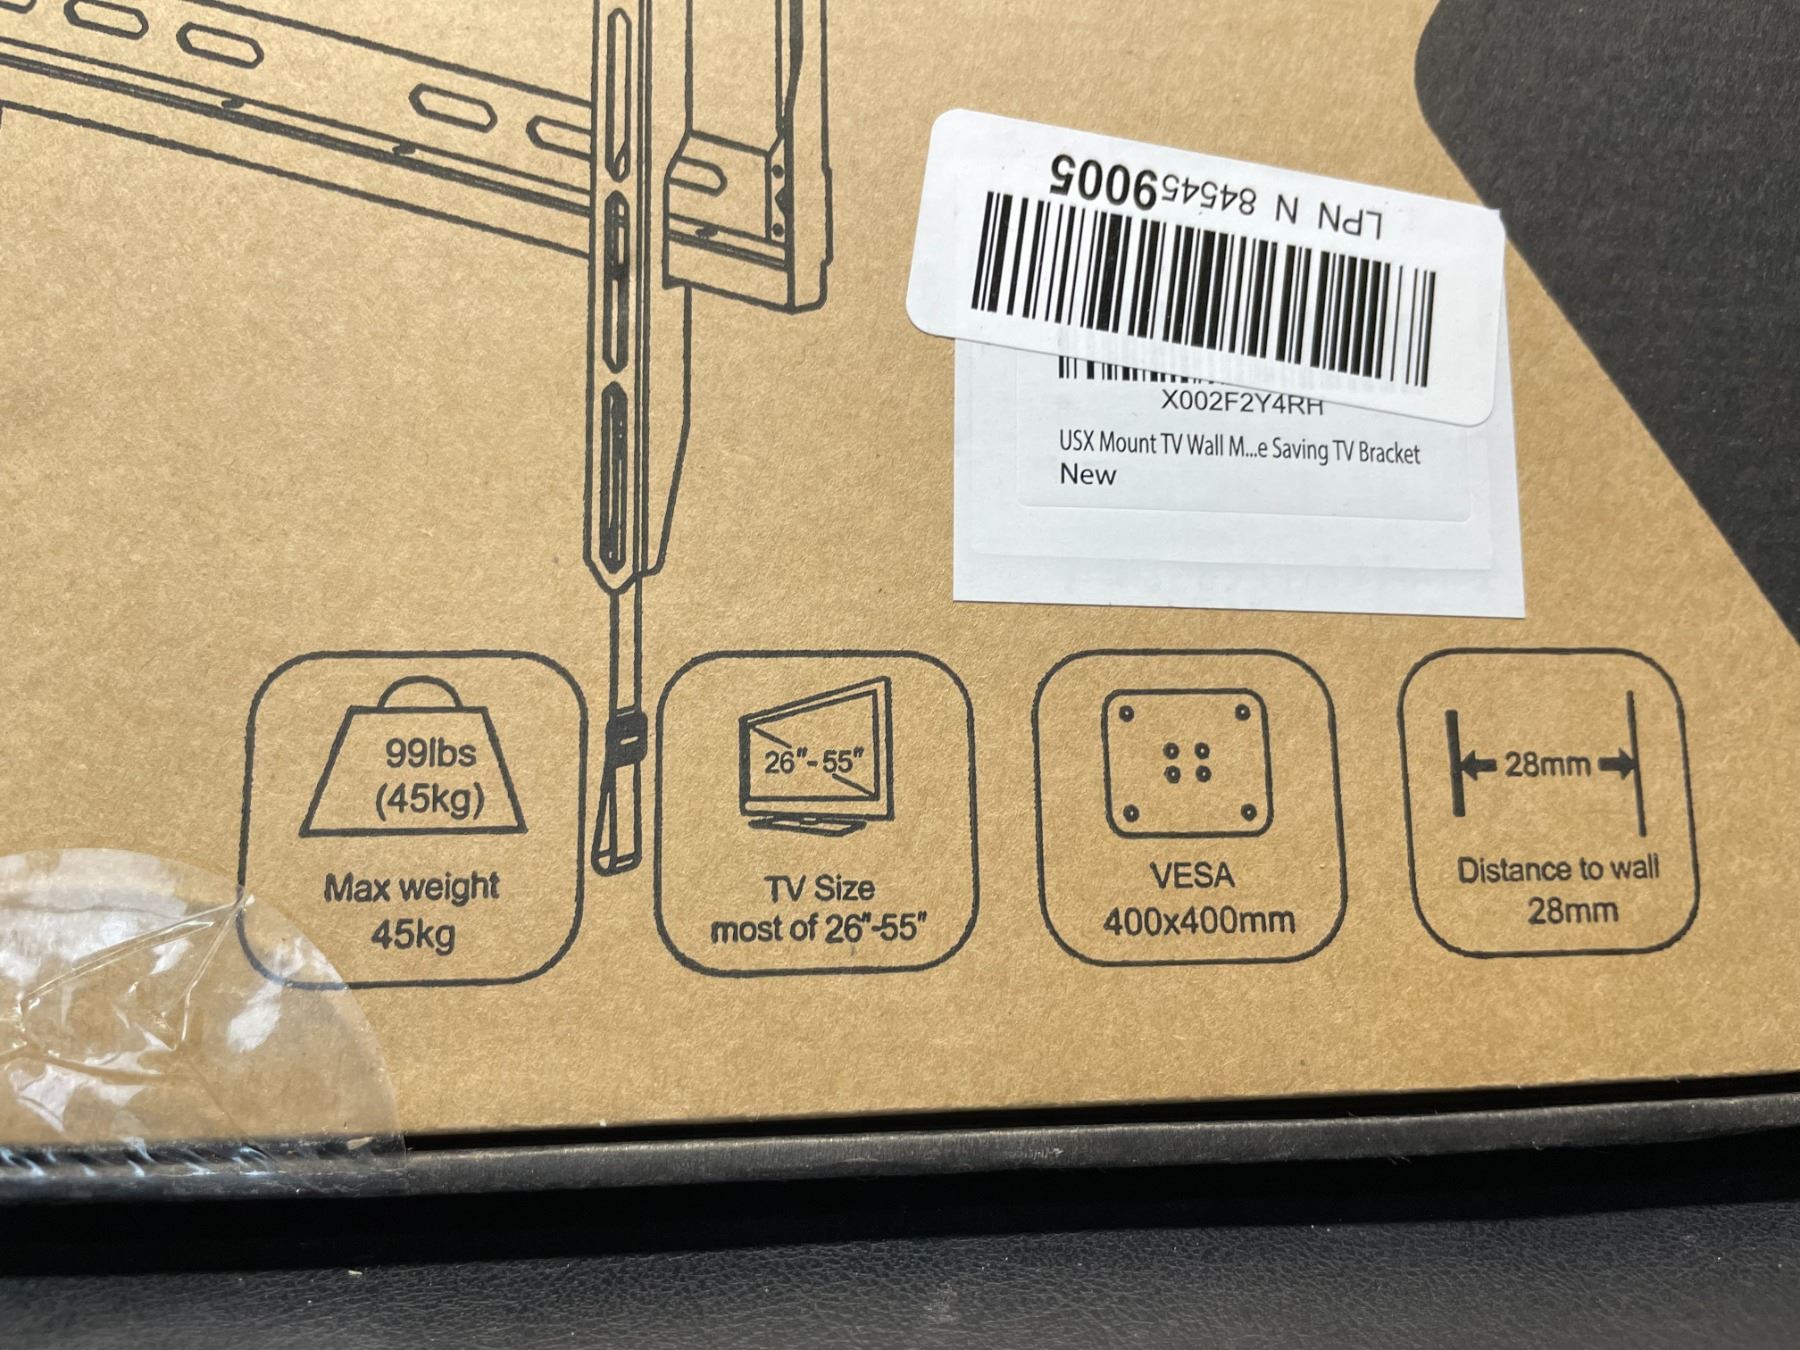 LPN N 845459005
X002F2Y4RH
USX Mount TV Wall M...e Saving TV Bracket
New
99lbs
(45kg)
Max weight
45kg
26"-55"
TV Size
most of 26"-55"
VESA
400x400mm
28mm
Distance to wall
28mm